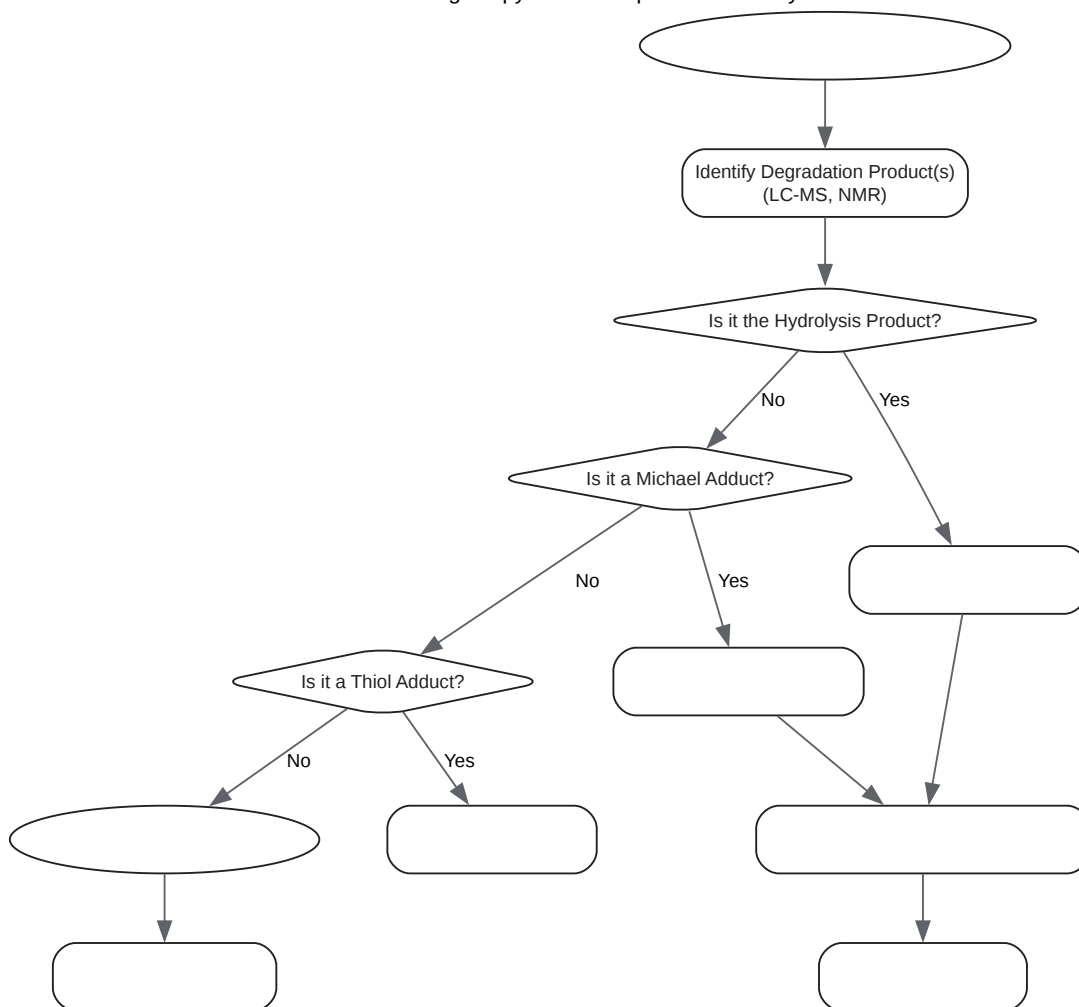 Identify Degradation Product(s)
(LC-MS, NMR)
Is it the Hydrolysis Product?
No
Yes
Is it a Michael Adduct?
No
Yes
Is it a Thiol Adduct?
No
Yes